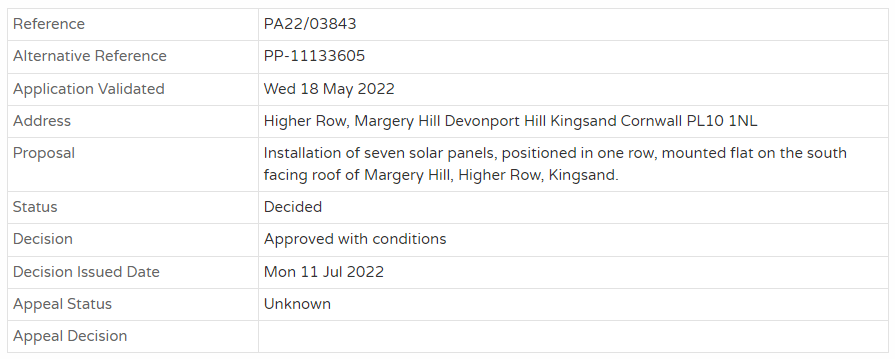 Reference PA22/03843
Alternative Reference PP-11133605
Application Validated Wed 18 May 2022
Address Higher Row, Margery Hill Devonport Hill Kingsand Cornwall PL10 1NL
Proposal Installation of seven solar panels, positioned in one row, mounted flat on the south
facing roof of Margery Hill, Higher Row, Kingsand.
Status Decided
Decision Approved with conditions
Decision Issued Date Mon 11 Jul 2022
Appeal Status Unknown
Appeal Decision